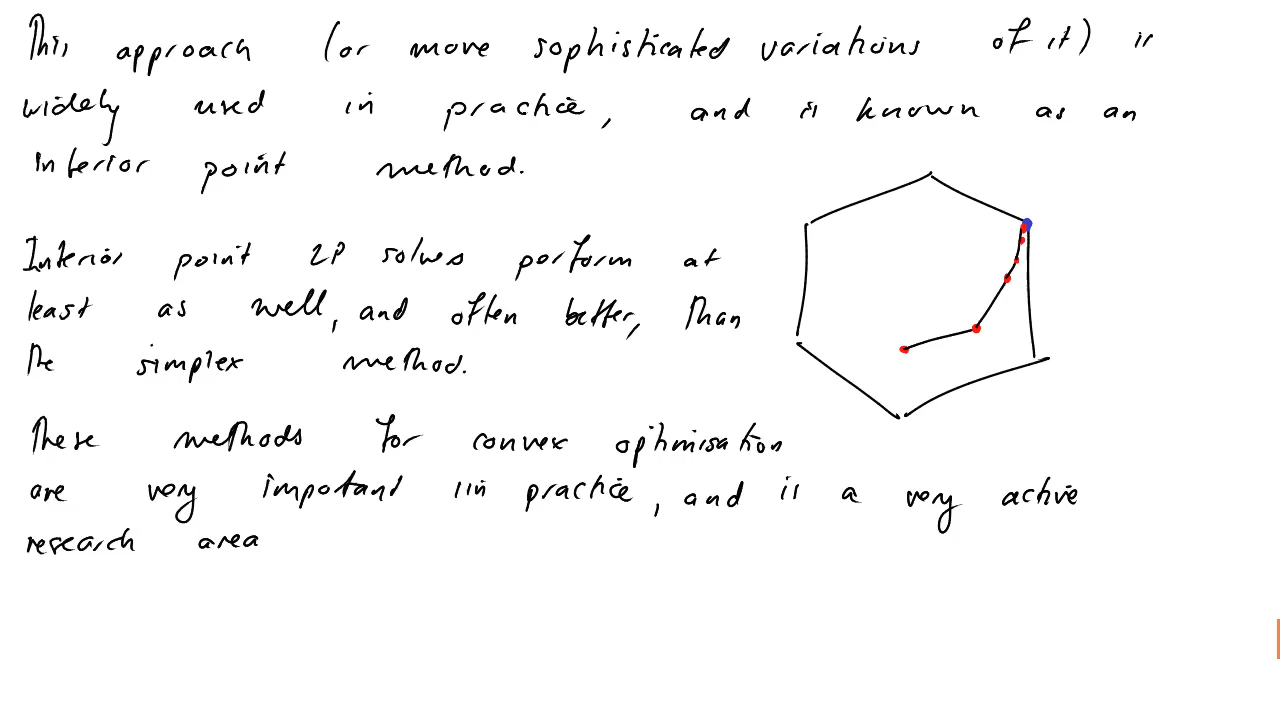 This approach (or more sophisticated variations of it) is
widely used in practice, and is known as an
interior point method.
Interior point LP solves perform at
least as well, and often better, than
the simplex method.
These methods for convex optimisation
are very important in practice, and is a very active
research area